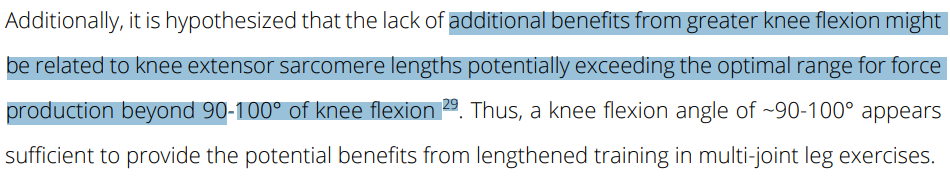 Additionally, it is hypothesized that the lack of additional benefits from greater knee flexion might
be related to knee extensor sarcomere lengths potentially exceeding the optimal range for force
production beyond 90-100° of knee flexion 29. Thus, a knee flexion angle of ~90-100° appears
sufficient to provide the potential benefits from lengthened training in multi-joint leg exercises.